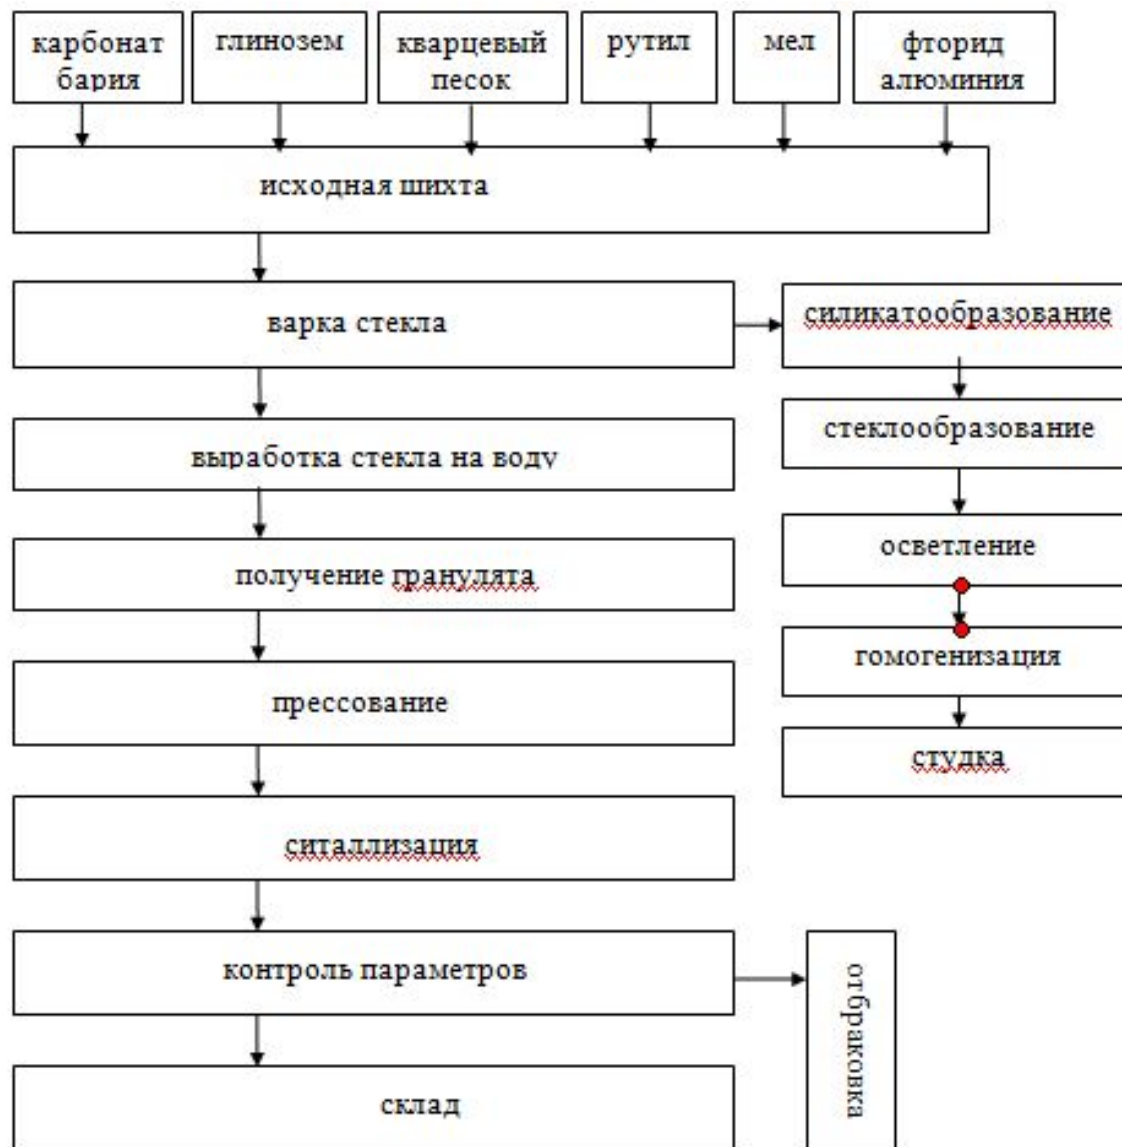 карбонат
бария
глинозем
кварцевый
песок
рутил
мел
фторид
алюминия
исходная шихта
варка стекла
силикатообразование
выработка стекла на воду
стеклообразование
получение гранулята
осветление
прессование
гомогенизация
студка
ситаллизация
контроль параметров
отбраковка
склад